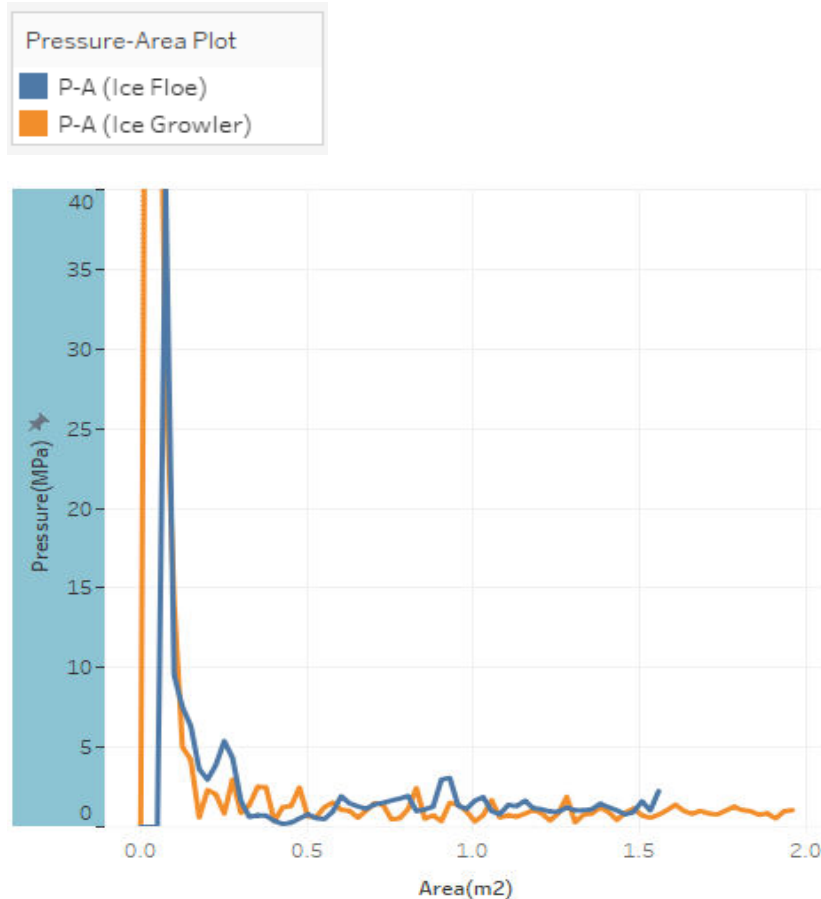 Pressure-Area Plot
P-A (Ice Floe)
P-A (Ice Growler)
40
35
30
25
20
15
10
5
0
Pressure(MPa)
0.0 0.5 1.0 1.5 2.0
Area(m2)